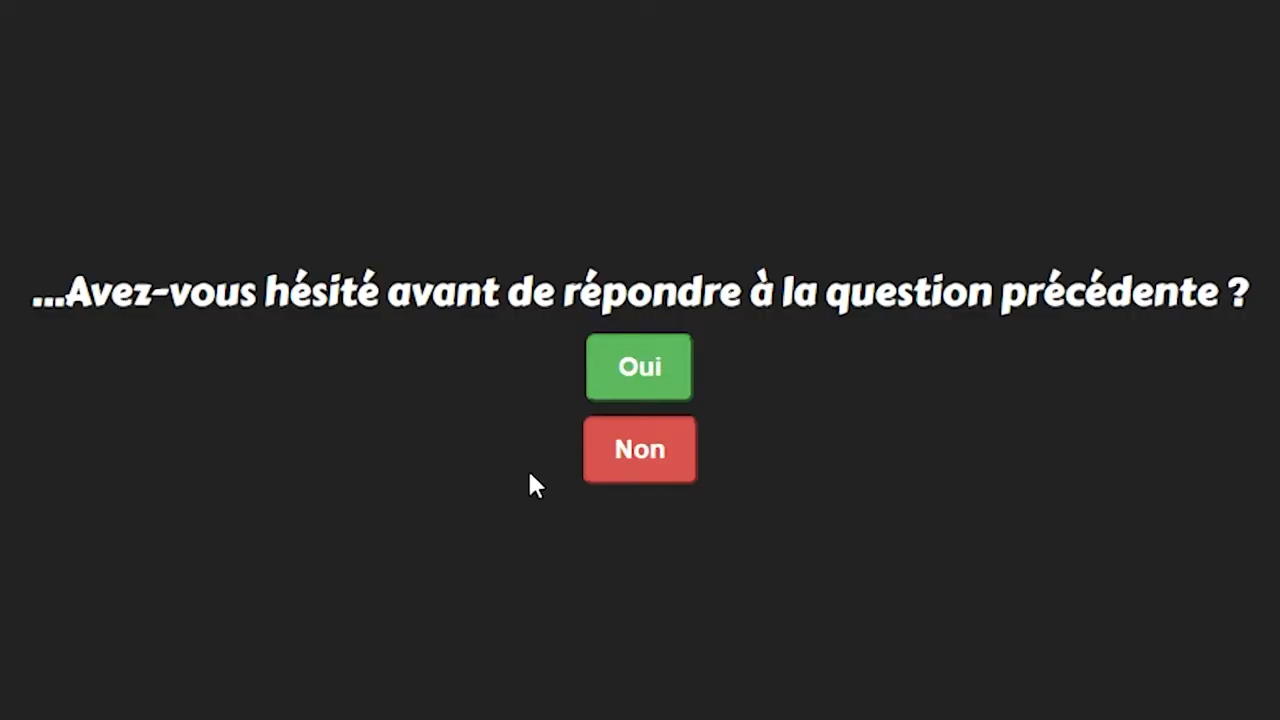 ...Avez-vous hésité avant de répondre à la question précédente ?
Oui
Non